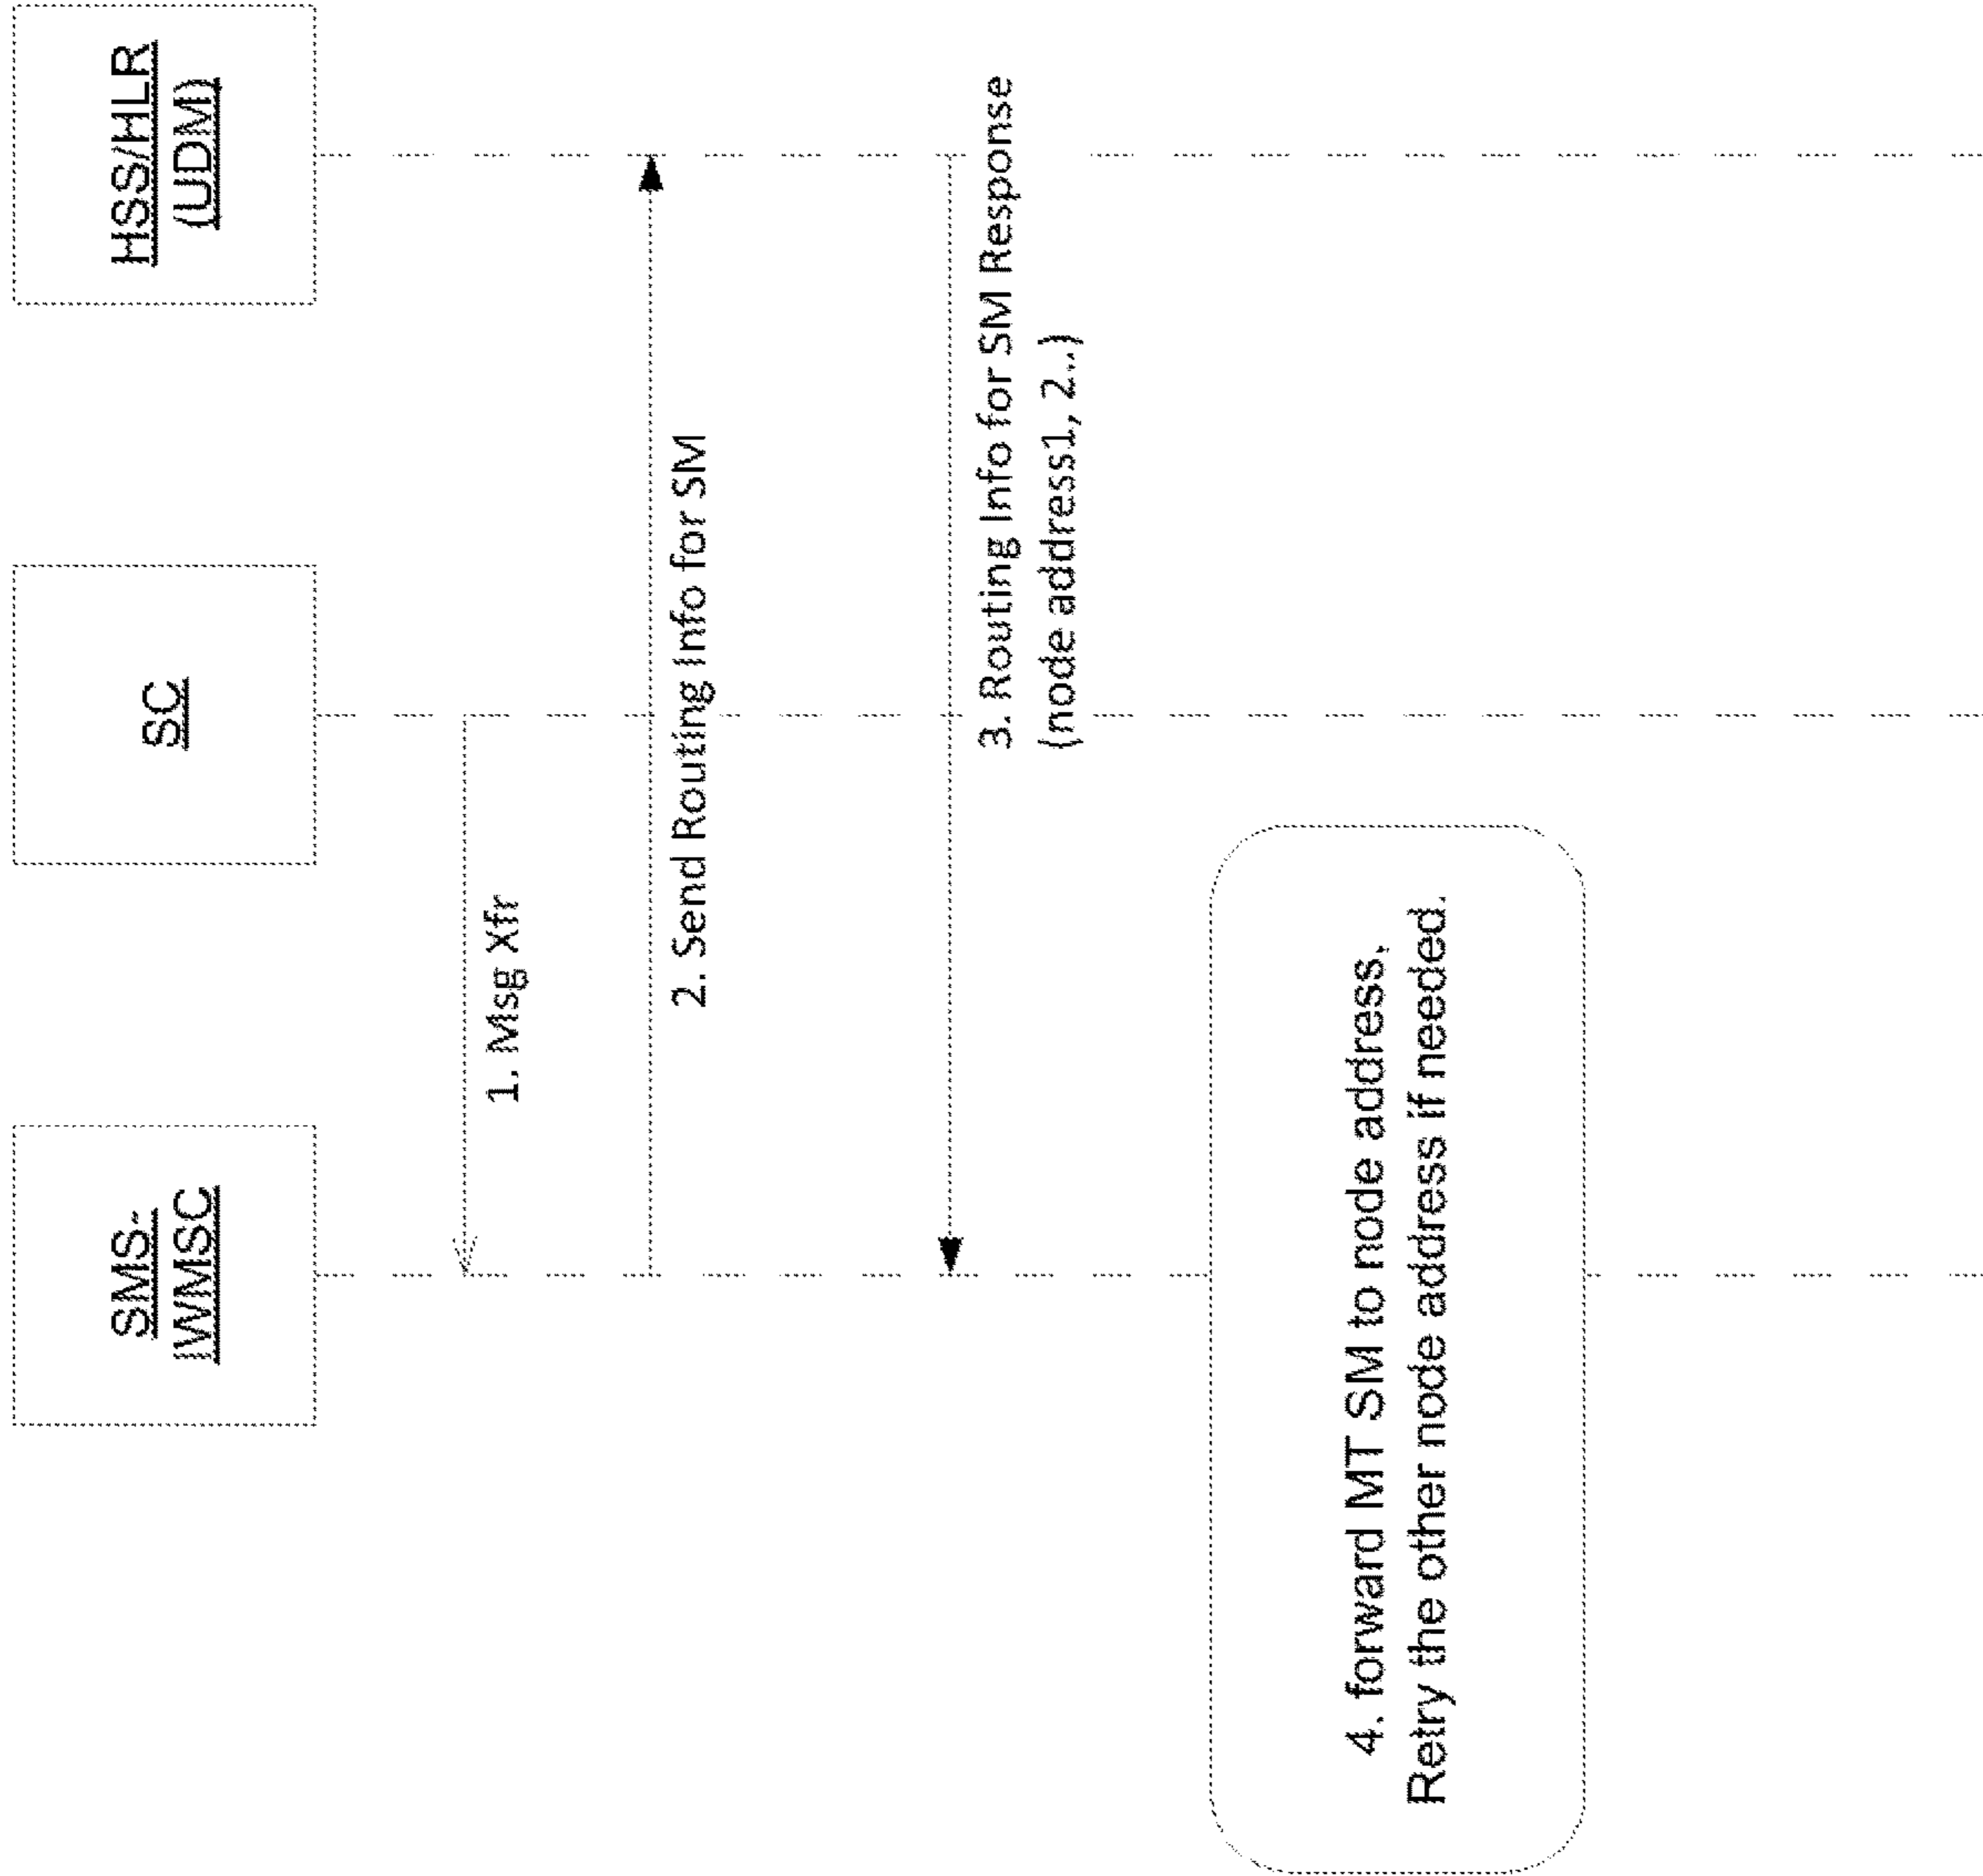 SMS-
IWMSC
SC
HSS/HLR
(UDM)
1. Msg Xfr
2. Send Routing Info for SM
3. Routing Info for SM Response
(node address1, 2..)
4. forward MT SM to node address.
Retry the other node address if needed.